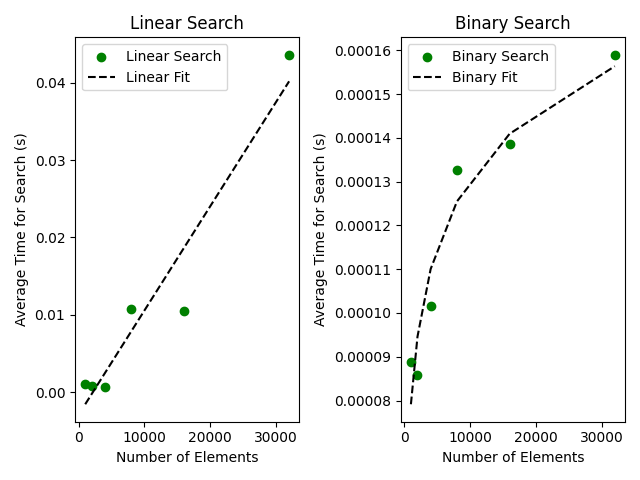 Linear Search
Linear Search
Linear Fit
Average Time for Search (s)
0.04
0.03
0.02
0.01
0.00
0
10000
20000
30000
Number of Elements
Binary Search
Binary Search
Binary Fit
Average Time for Search (s)
0.00016
0.00015
0.00014
0.00013
0.00012
0.00011
0.00010
0.00009
0.00008
0
10000
20000
30000
Number of Elements